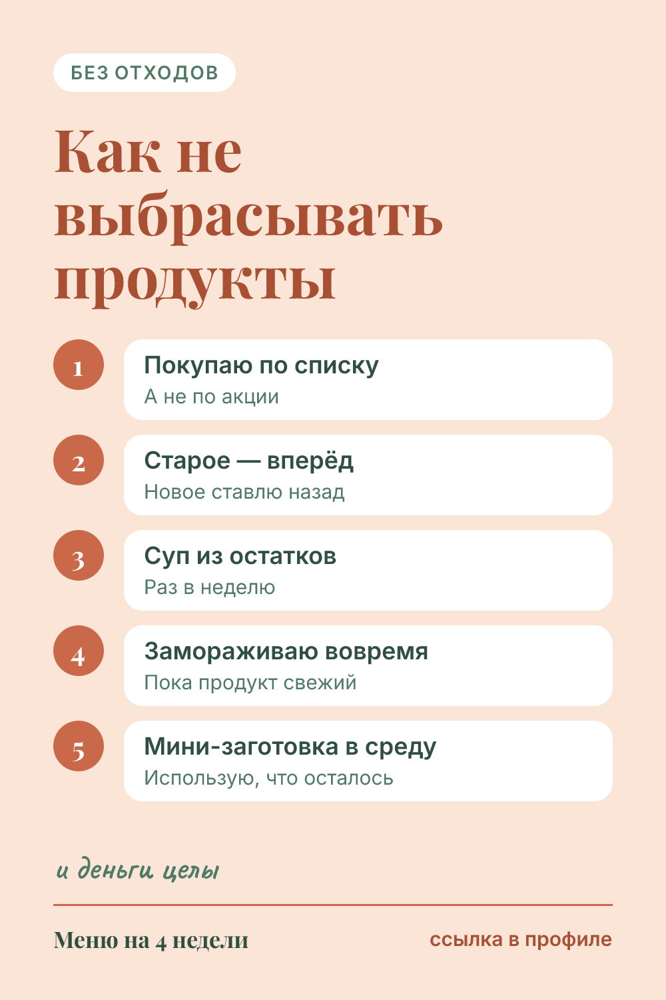 БЕЗ ОТХОДОВ
Как не
выбрасывать
продукты
1
Покупаю по списку
А не по акции
2
Старое — вперёд
Новое ставлю назад
3
Суп из остатков
Раз в неделю
4
Замораживаю вовремя
Пока продукт свежий
5
Мини-заготовка в среду
Использую, что осталось
и деньги целы
Меню на 4 недели
ссылка в профиле